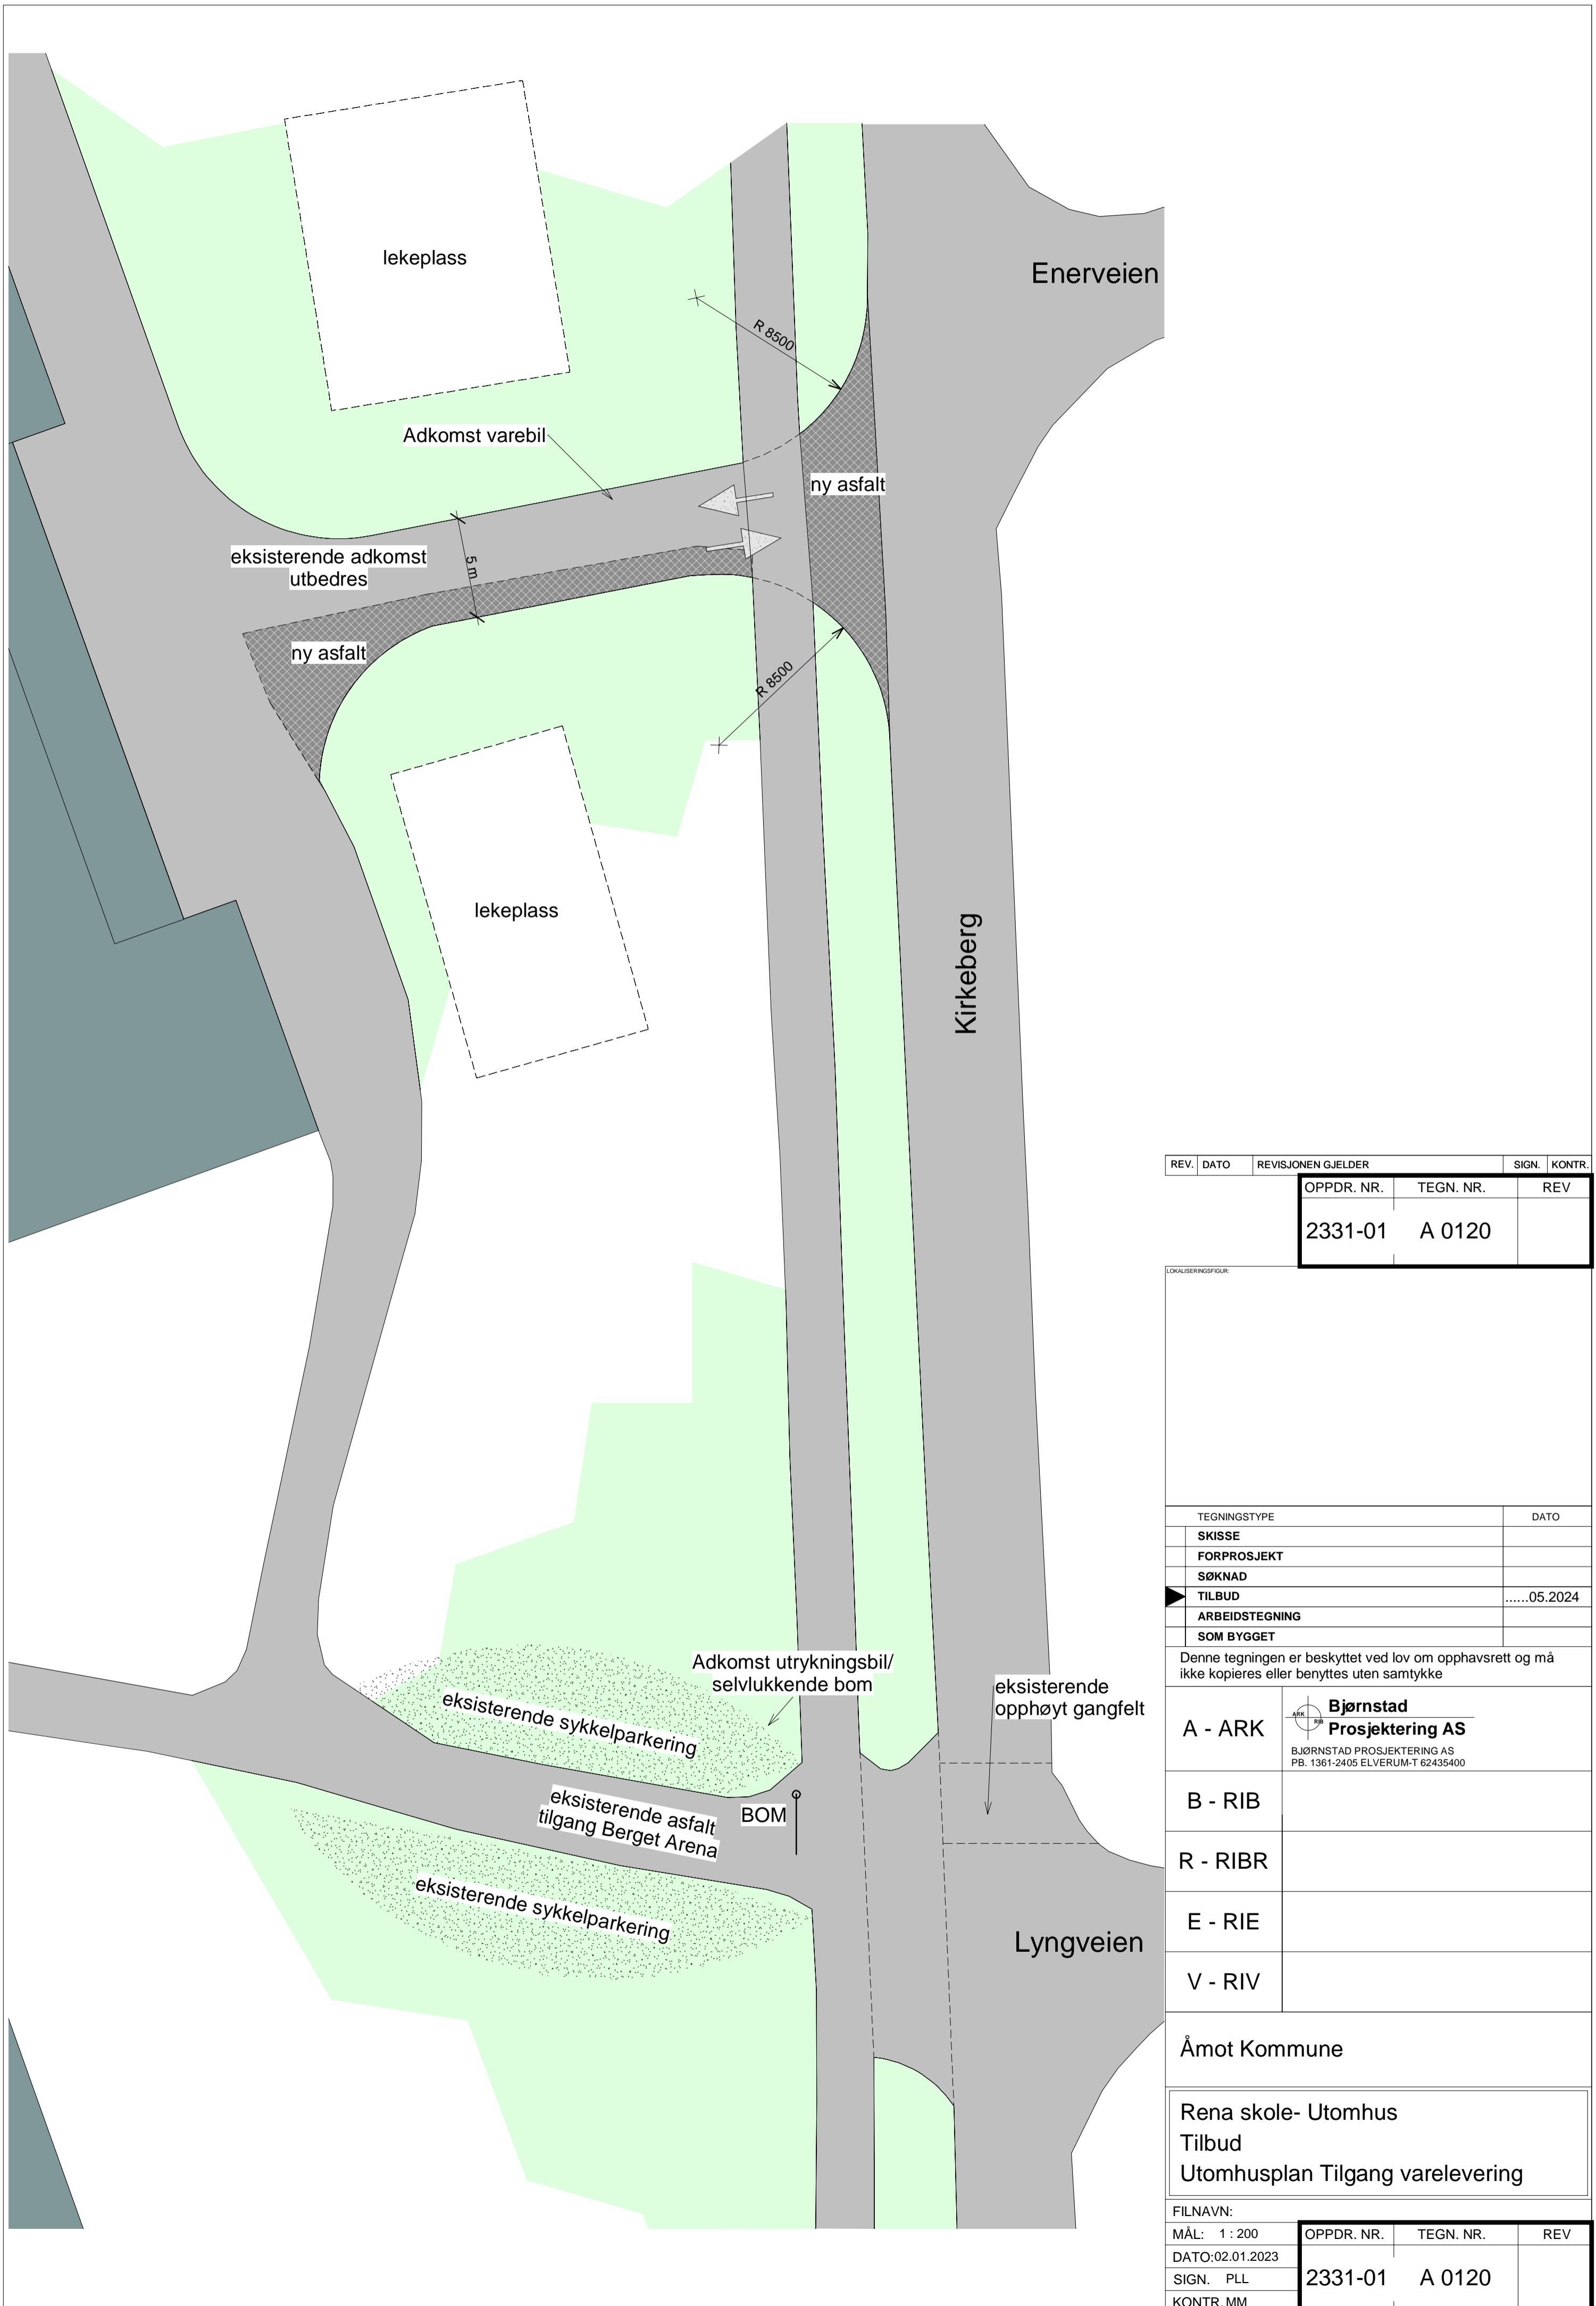 lekeplass
Enerveien
R 8500
Adkomst varebil
ny asfalt
eksisterende adkomst
utbedres
5 m
ny asfalt
R 8500
lekeplass
Kirkeberg
Adkomst utrykningsbil/
selvlukkende bom
eksisterende
opphøyt gangfelt
eksisterende sykkelparkering
eksisterende asfalt
tilgang Berget Arena
BOM
eksisterende sykkelparkering
Lyngveien
REV. DATO REVISJONEN GJELDER SIGN. KONTR.
OPPDR. NR. TEGN. NR. REV
2331-01 A 0120
LOKALISERINGSFIGUR:
TEGNINGSTYPE DATO
SKISSE
FORPROSJEKT
SØKNAD
TILBUD ......05.2024
ARBEIDSTEGNING
SOM BYGGET
Denne tegningen er beskyttet ved lov om opphavsrett og må
ikke kopieres eller benyttes uten samtykke
A - ARK
ARK RIB
Bjørnstad
Prosjektering AS
BJØRNSTAD PROSJEKTERING AS
PB. 1361-2405 ELVERUM-T 62435400
B - RIB
R - RIBR
E - RIE
V - RIV
Åmot Kommune
Rena skole- Utomhus
Tilbud
Utomhusplan Tilgang varelevering
FILNAVN:
MÅL: 1 : 200
DATO:02.01.2023
SIGN. PLL
KONTR. MM
OPPDR. NR. TEGN. NR. REV
2331-01 A 0120